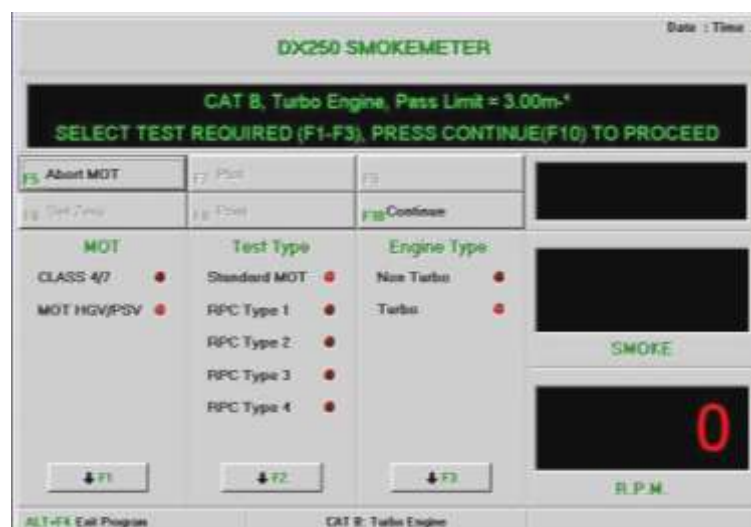 Date : Time
DX250 SMOKEMETER
CAT B, Turbo Engine, Pass Limit = 3.00m-¹
SELECT TEST REQUIRED (F1-F3), PRESS CONTINUE(F10) TO PROCEED
F5 Abort MOT
F7 Plot
F9
F6 Set Zero
F8 Print
F10 Continue
MOT
Test Type
Engine Type
CLASS 4/7
Standard MOT
Non Turbo
MOT HGV/PSV
RPC Type 1
Turbo
RPC Type 2
SMOKE
RPC Type 3
RPC Type 4
0
F1
F2
F3
R.P.M.
ALT+F4 Exit Program
CAT B: Turbo Engine